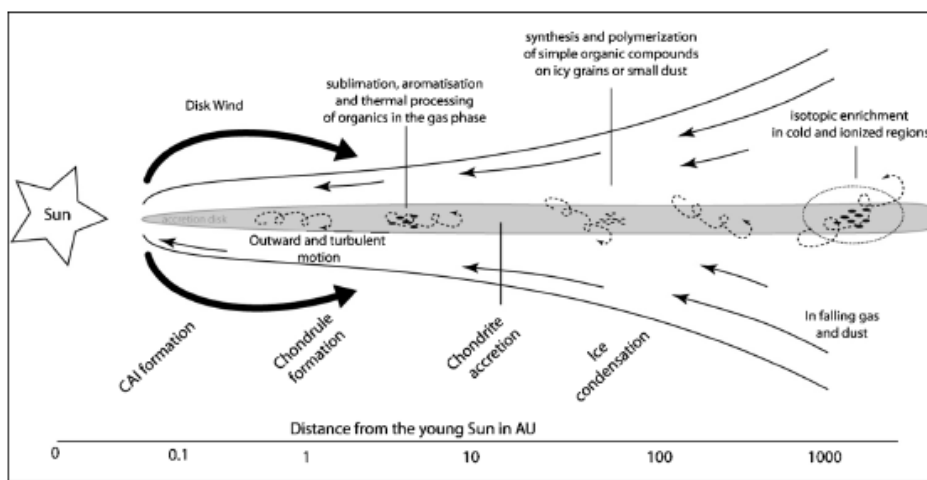 synthesis and polymerization
of simple organic compounds
on icy grains or small dust
sublimation, aromatisation
and thermal processing
of organics in the gas phase
Disk Wind
isotopic enrichment
in cold and ionized regions
Sun
accretion disk
Outward and turbulent
motion
In falling gas
and dust
CAI formation
Chondrule
formation
Chondrite
accretion
Ice
condensation
Distance from the young Sun in AU
0 0.1 1 10 100 1000